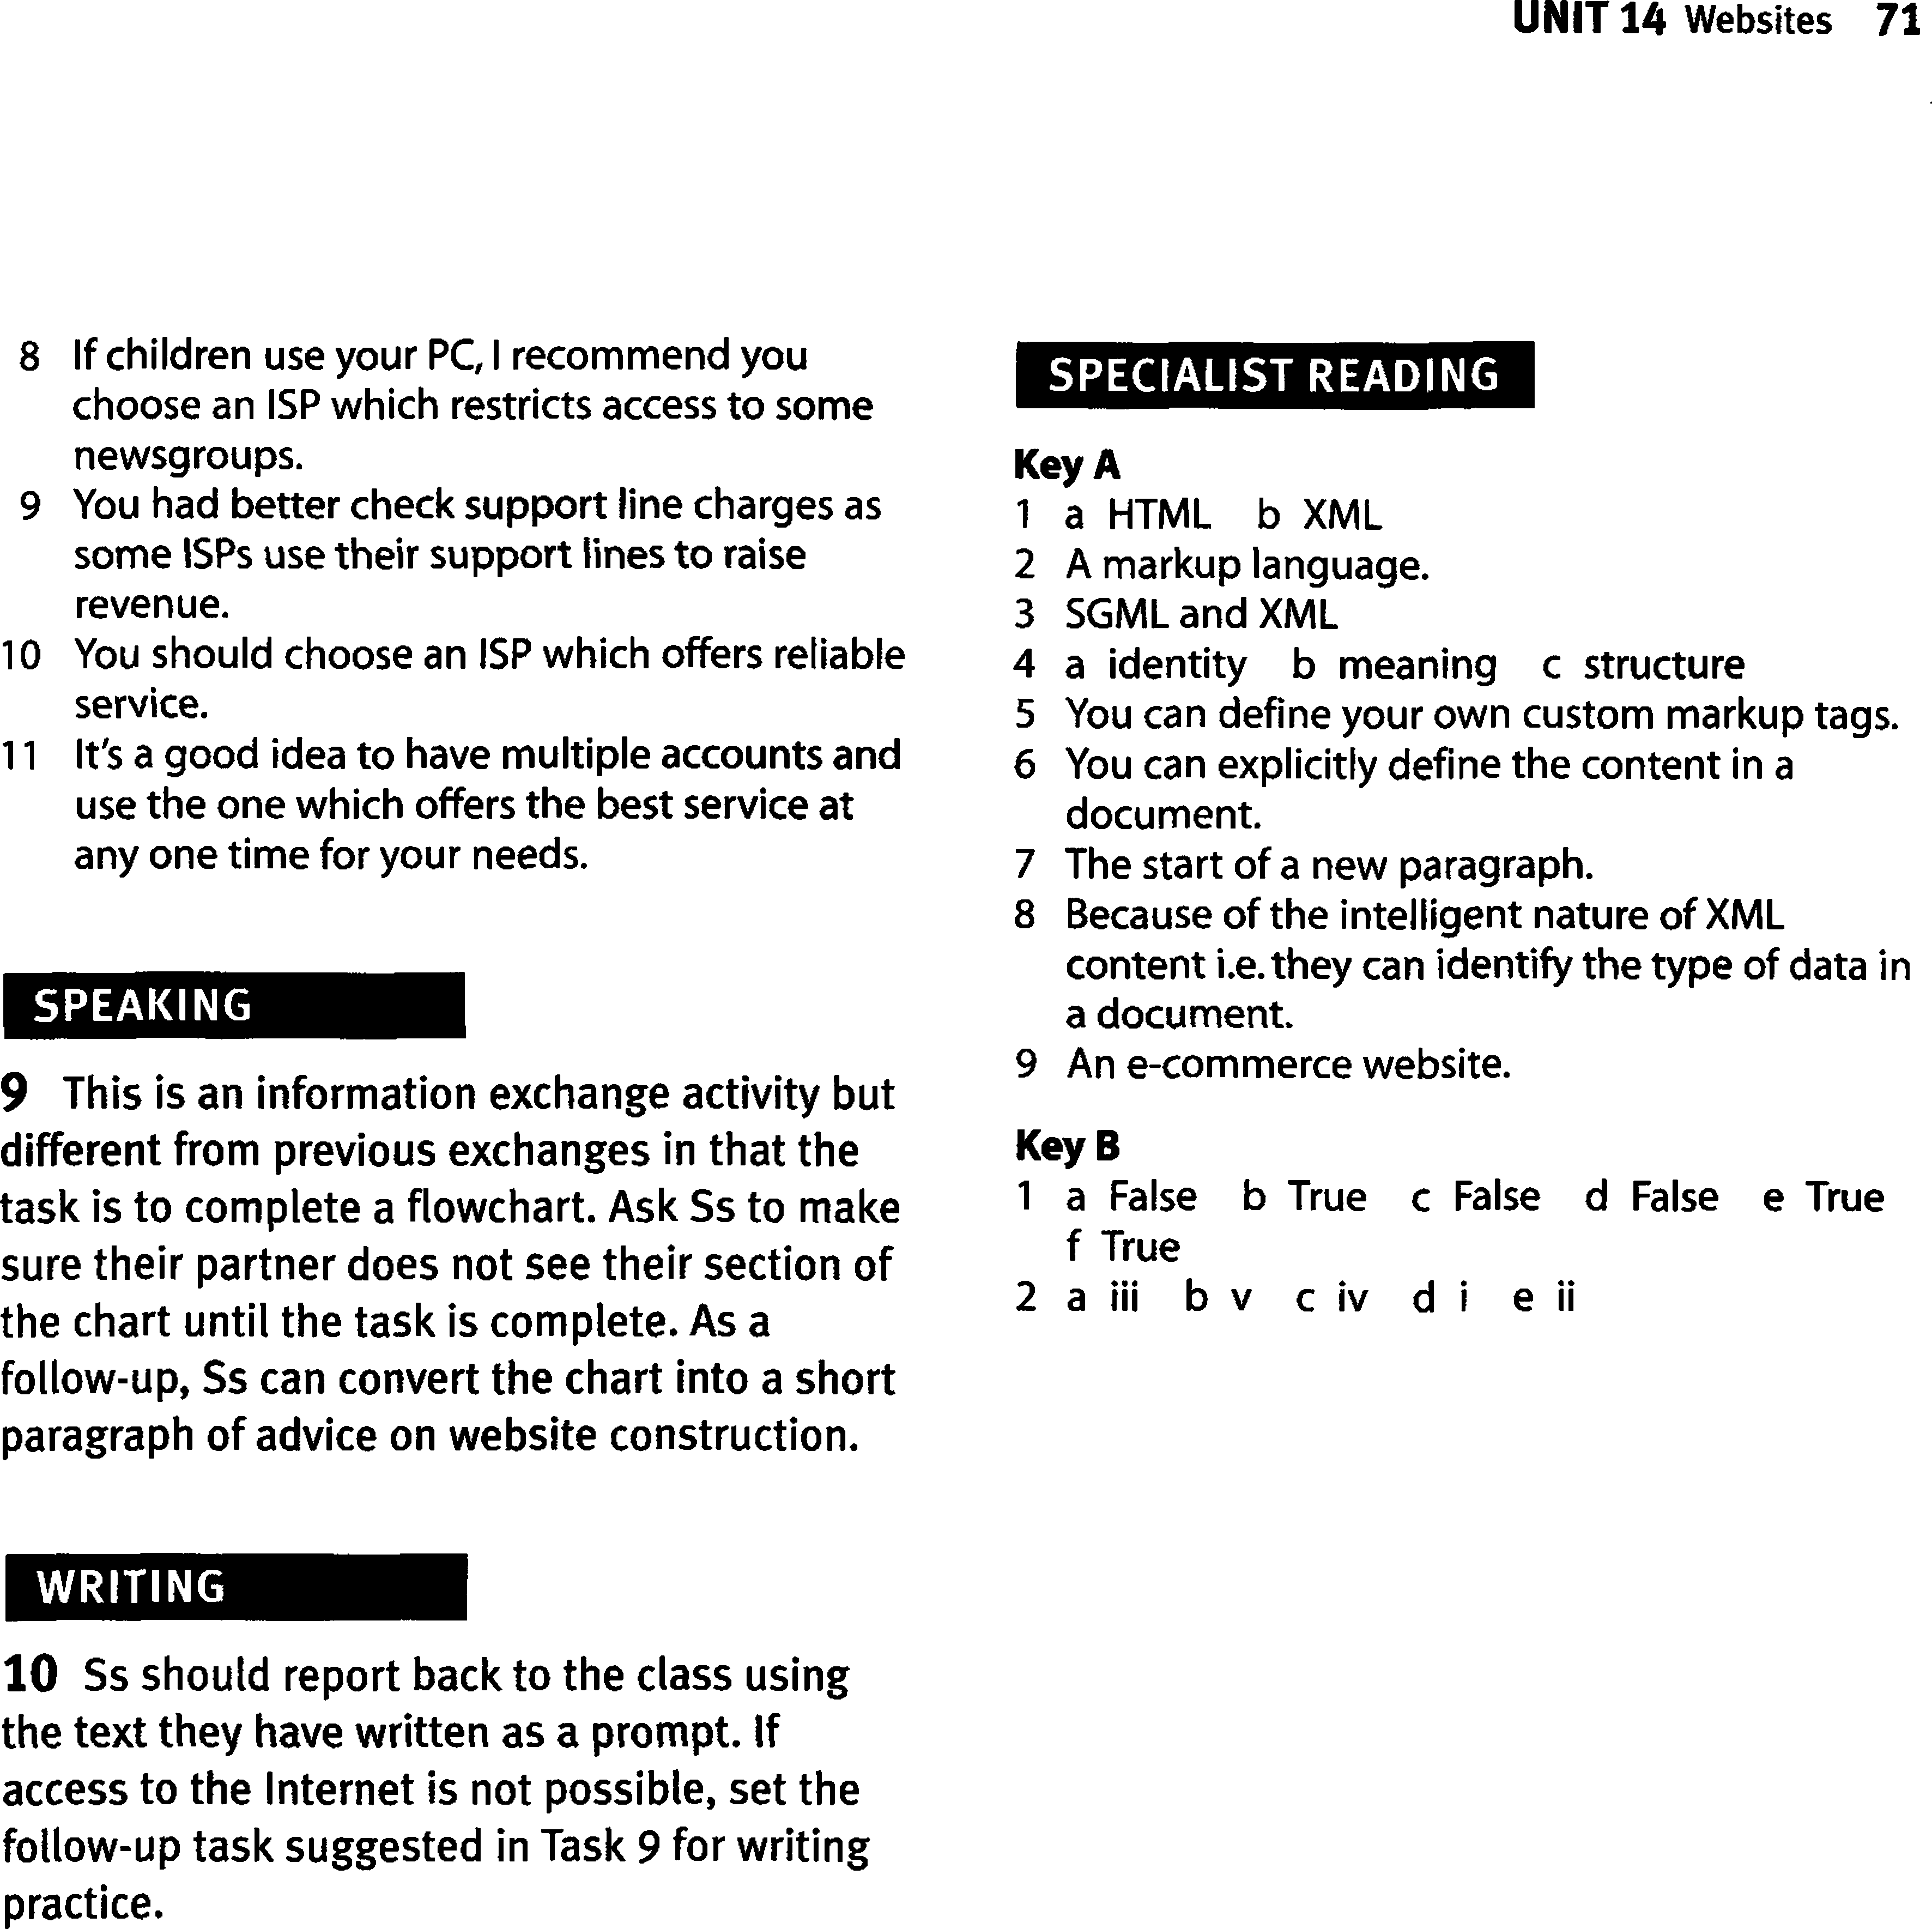 UNIT 14 Websites 71
8 If children use your PC, I recommend you
choose an ISP which restricts access to some
newsgroups.
9 You had better check support line charges as
some ISPs use their support lines to raise
revenue.
10 You should choose an ISP which offers reliable
service.
11 It's a good idea to have multiple accounts and
use the one which offers the best service at
any one time for your needs.
SPEAKING
9 This is an information exchange activity but
different from previous exchanges in that the
task is to complete a flowchart. Ask Ss to make
sure their partner does not see their section of
the chart until the task is complete. As a
follow-up, Ss can convert the chart into a short
paragraph of advice on website construction.
WRITING
10 Ss should report back to the class using
the text they have written as a prompt. If
access to the Internet is not possible, set the
follow-up task suggested in Task 9 for writing
practice.
SPECIALIST READING
Key A
1 a HTML b XML
2 A markup language.
3 SGML and XML
4 a identity b meaning c structure
5 You can define your own custom markup tags.
6 You can explicitly define the content in a
document.
7 The start of a new paragraph.
8 Because of the intelligent nature of XML
content i.e. they can identify the type of data in
a document.
9 An e-commerce website.
Key B
1 a False b True c False d False e True
f True
2 a iii b v c iv d i e ii